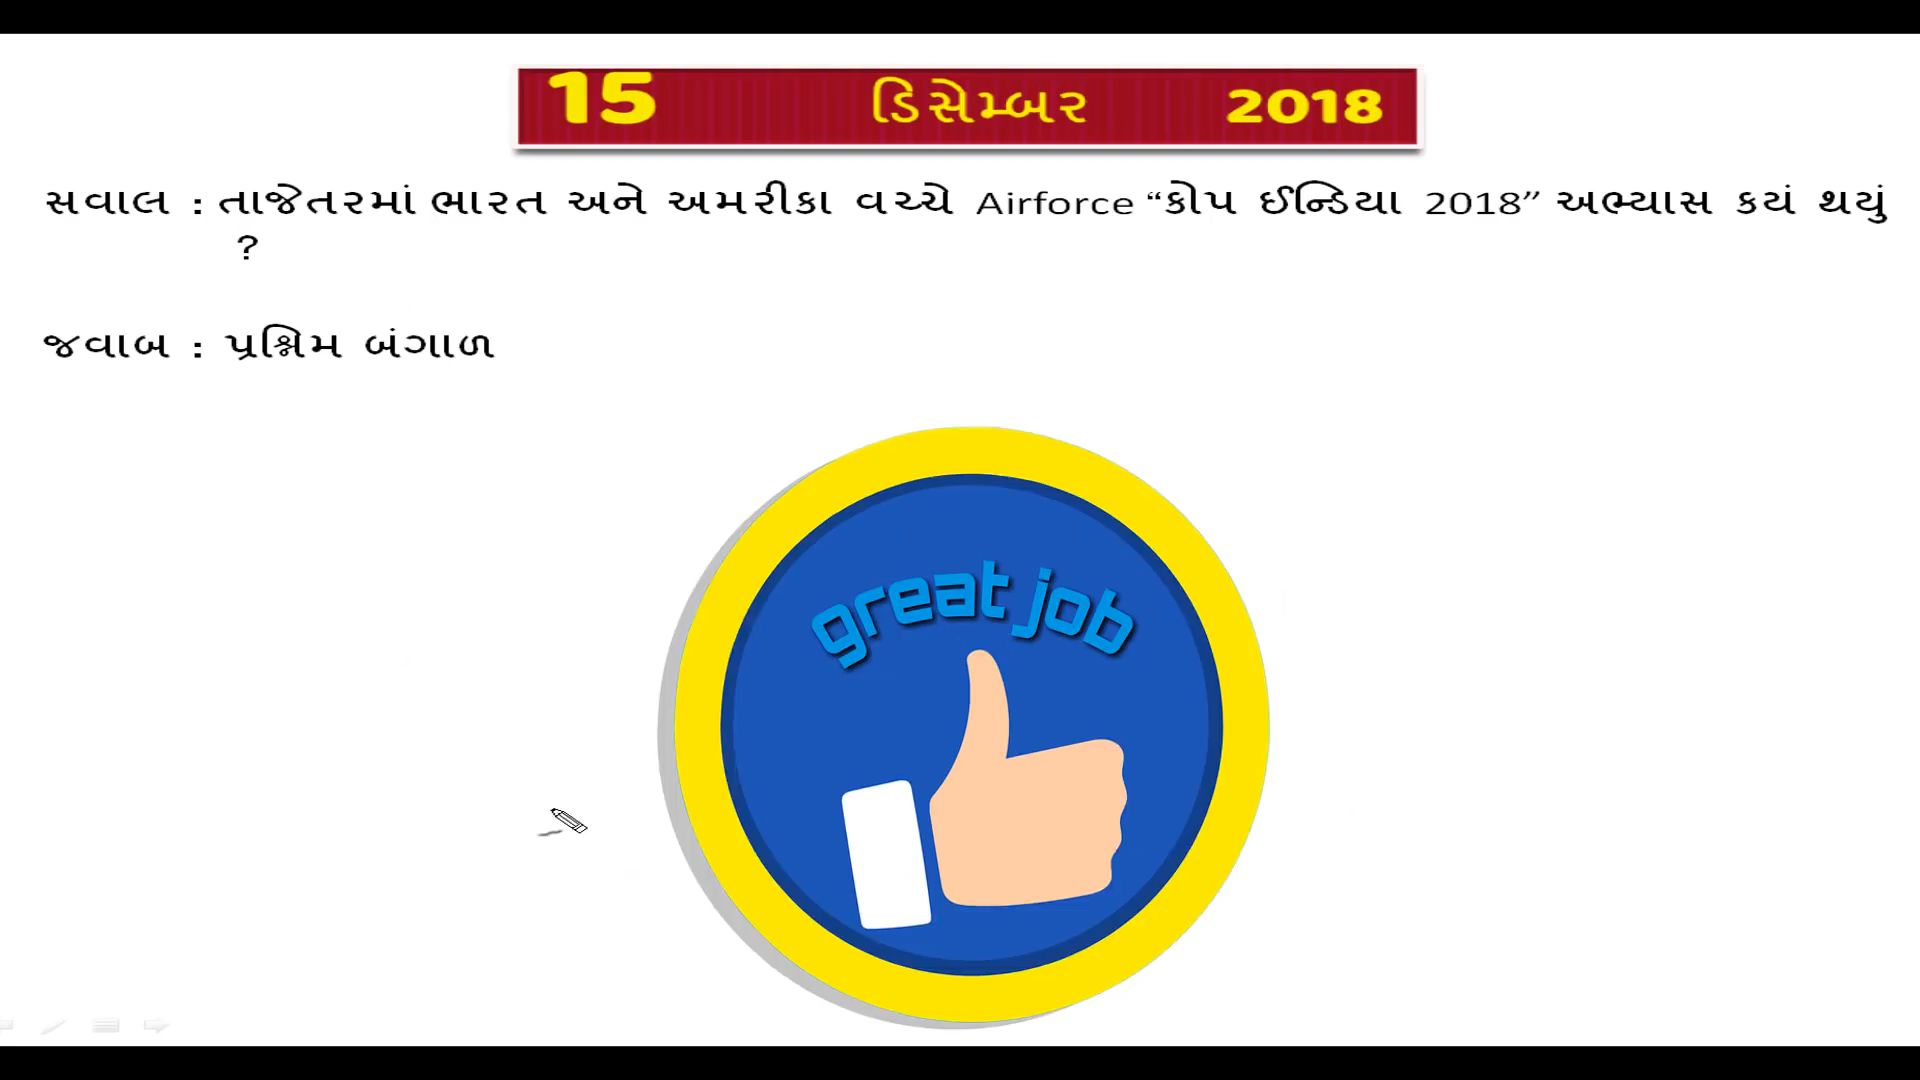 15 ડિસેમ્બર 2018
સવાલ : તાજેતરમાં ભારત અને અમરીકા વચ્ચે Airforce “કોપ ઈન્ડિયા 2018” અભ્યાસ કયં થયું
?
જવાબ : પ્રશ્નિમ બંગાળ
great job